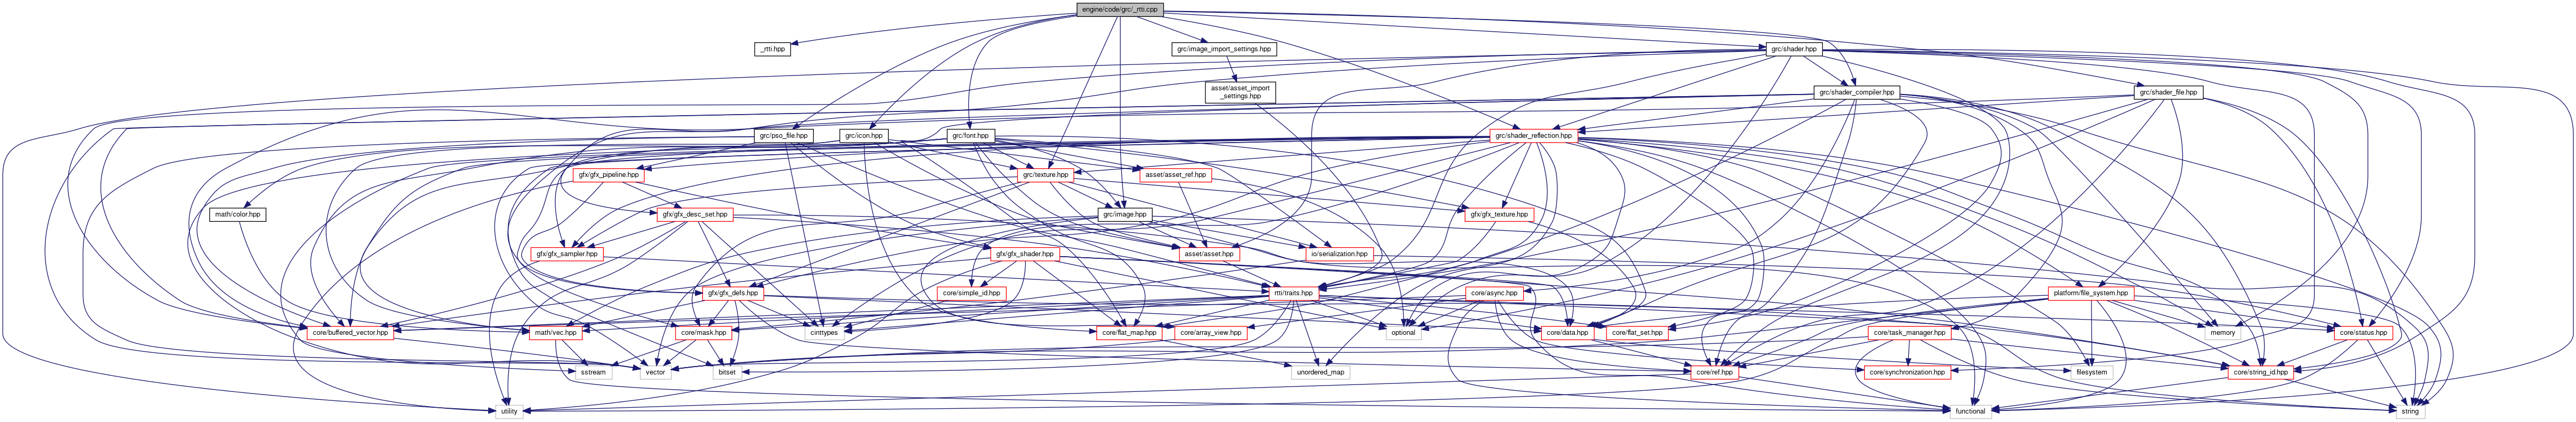 engine/code/grc/_rtti.cpp
_rtti.hpp
grc/image_import_settings.hpp
grc/shader.hpp
asset/asset_import
_settings.hpp
grc/shader_compiler.hpp
grc/shader_file.hpp
grc/pso_file.hpp
grc/icon.hpp
grc/font.hpp
grc/shader_reflection.hpp
gfx/gfx_pipeline.hpp
grc/texture.hpp
asset/asset_ref.hpp
math/color.hpp
gfx/gfx_desc_set.hpp
grc/image.hpp
gfx/gfx_texture.hpp
gfx/gfx_sampler.hpp
gfx/gfx_shader.hpp
asset/asset.hpp
io/serialization.hpp
gfx/gfx_defs.hpp
core/simple_id.hpp
rtti/traits.hpp
core/async.hpp
platform/file_system.hpp
core/buffered_vector.hpp
math/vec.hpp
core/mask.hpp
cinttypes
core/flat_map.hpp
core/array_view.hpp
optional
core/data.hpp
core/flat_set.hpp
core/task_manager.hpp
memory
core/status.hpp
sstream
vector
bitset
unordered_map
core/ref.hpp
core/synchronization.hpp
filesystem
core/string_id.hpp
utility
functional
string